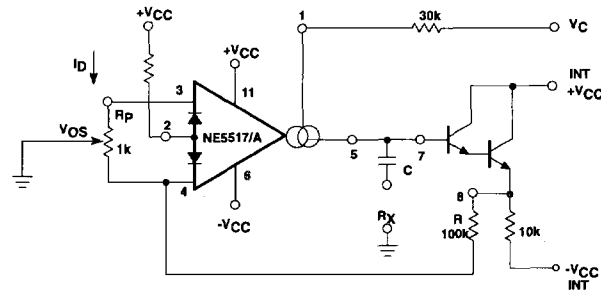 +VCC
1
30k
VC
ID
+VCC
3
11
INT
+VCC
RP
VOS
2
NE5517/A
1k
5
7
C
4
6
-VCC
8
RX
R
100k
10k
-VCC
INT